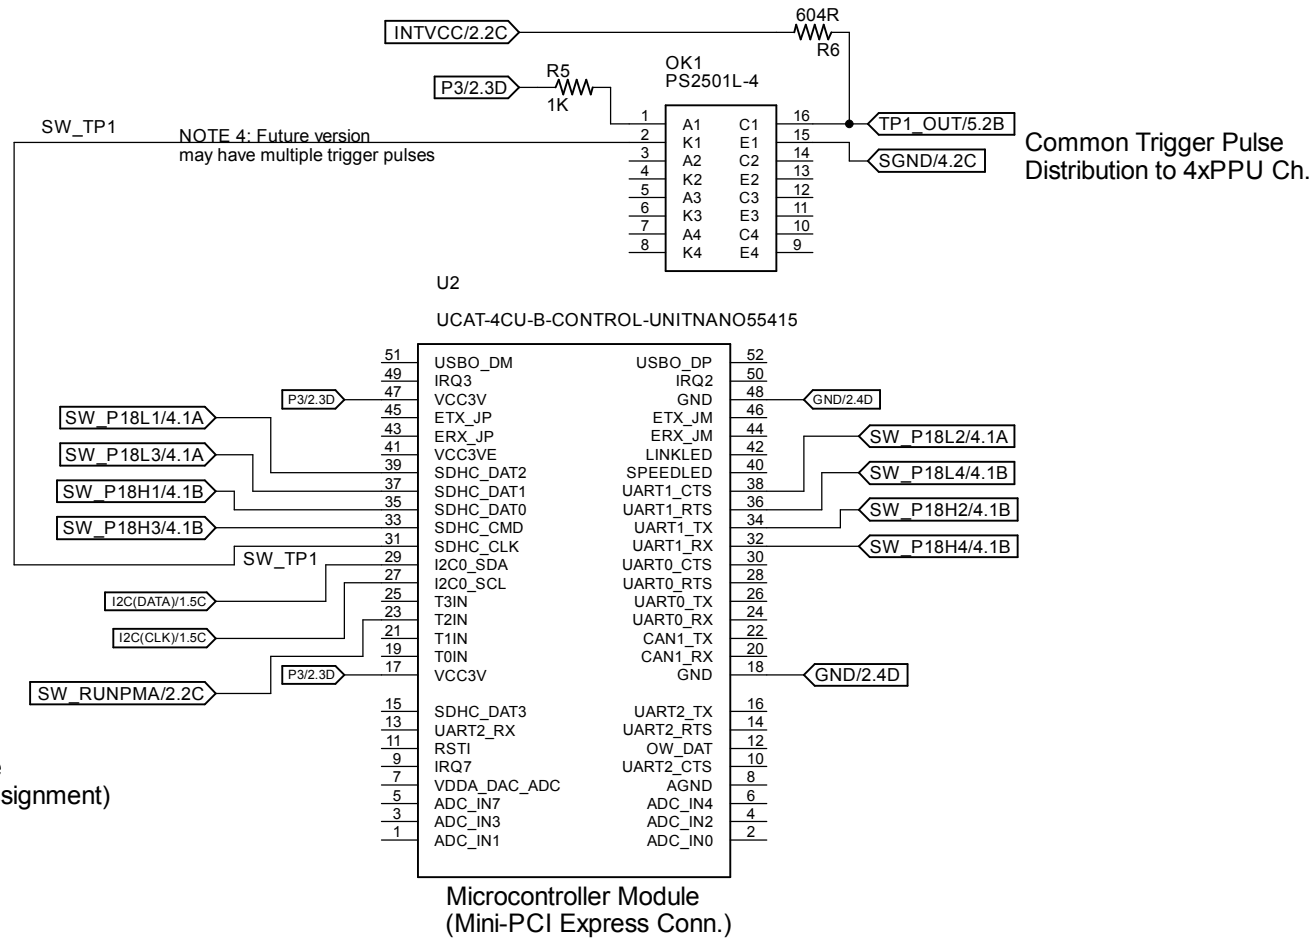 604R
INTVCC/2.2C
R6
OK1
PS2501L-4
R5
P3/2.3D
1K
SW_TP1
NOTE 4: Future version
may have multiple trigger pulses
1 A1 C1 16
2 K1 E1 15
3 A2 C2 14
4 K2 E2 13
5 A3 C3 12
6 K3 E3 11
7 A4 C4 10
8 K4 E4 9
TP1_OUT/5.2B
SGND/4.2C
Common Trigger Pulse
Distribution to 4xPPU Ch.
U2
UCAT-4CU-B-CONTROL-UNITNANO55415
51 USBO_DM USBO_DP 52
49 IRQ3 IRQ2 50
P3/2.3D 47 VCC3V GND 48 GND/2.4D
SW_P18L1/4.1A 45 ETX_JP ETX_JM 46
43 ERX_JP ERX_JM 44 SW_P18L2/4.1A
SW_P18L3/4.1A 41 VCC3VE LINKLED 42
39 SDHC_DAT2 SPEEDLED 40 SW_P18L4/4.1B
SW_P18H1/4.1B 37 SDHC_DAT1 UART1_CTS 38
35 SDHC_DAT0 UART1_RTS 36 SW_P18H2/4.1B
SW_P18H3/4.1B 33 SDHC_CMD UART1_TX 34
31 SDHC_CLK UART1_RX 32 SW_P18H4/4.1B
SW_TP1 29 I2C0_SDA UART0_CTS 30
27 I2C0_SCL UART0_RTS 28
I2C(DATA)/1.5C 25 T3IN UART0_TX 26
23 T2IN UART0_RX 24
I2C(CLK)/1.5C 21 T1IN CAN1_TX 22
19 T0IN CAN1_RX 20
P3/2.3D 17 VCC3V GND 18 GND/2.4D
SW_RUNPMA/2.2C
15 SDHC_DAT3 UART2_TX 16
13 UART2_RX UART2_RTS 14
11 RSTI OW_DAT 12
9 IRQ7 UART2_CTS 10
7 VDDA_DAC_ADC AGND 8
signment)
5 ADC_IN7 ADC_IN4 6
3 ADC_IN3 ADC_IN2 4
1 ADC_IN1 ADC_IN0 2
Microcontroller Module
(Mini-PCI Express Conn.)